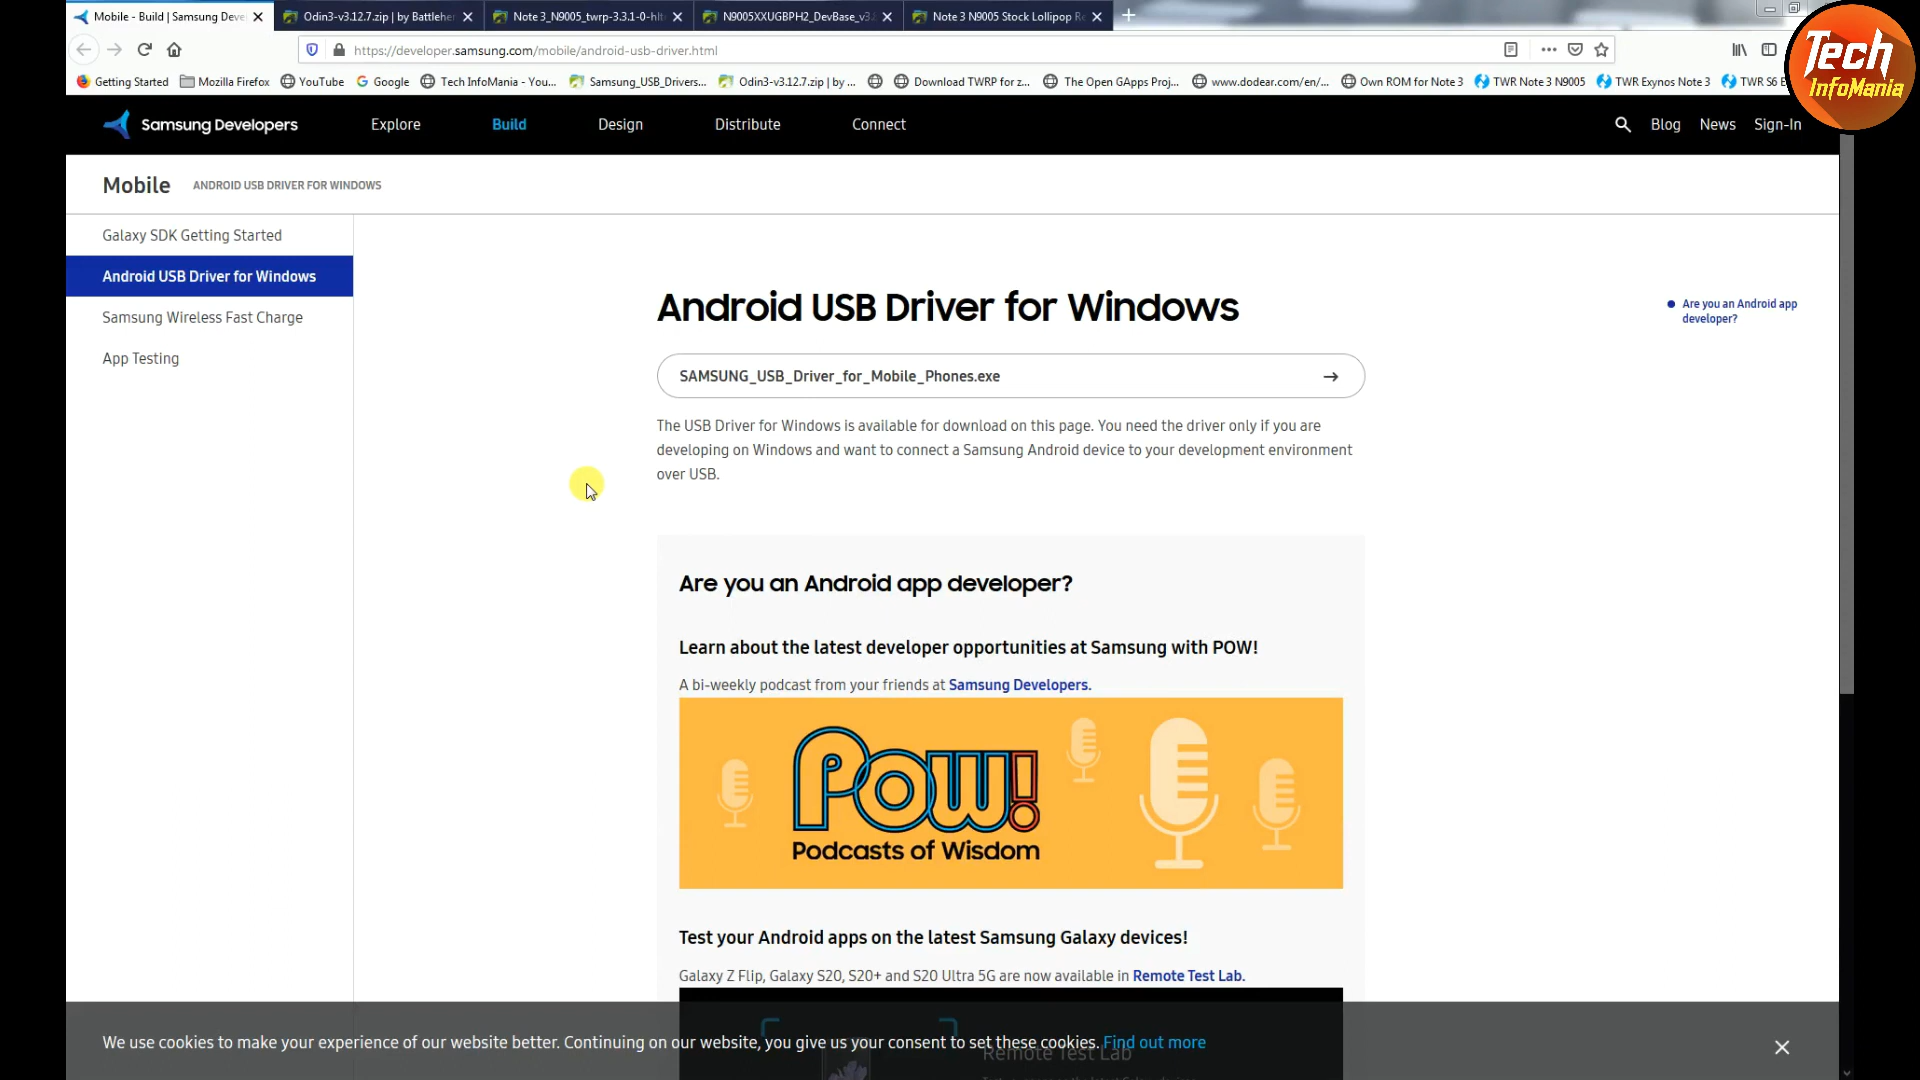 Mobile - Build | Samsung Deve
Odin3-v3.12.7.zip | by Battlehe
Note 3_N9005_twrp-3.3.1-0-hlt
N9005XXUGBPH2_DevBase_v3.
Note 3 N9005 Stock Lollipop R
https://developer.samsung.com/mobile/android-usb-driver.html
Getting Started
Mozilla Firefox
YouTube
Google
Tech InfoMania - You...
Samsung_USB_Drivers...
Odin3-v3.12.7.zip | by ...
Download TWRP for z...
The Open GApps Proj...
www.dodear.com/en/...
Own ROM for Note 3
TWR Note 3 N9005
TWR Exynos Note 3
TWR S6 E
Tech
InfoMania
Samsung Developers
Explore
Build
Design
Distribute
Connect
Blog
News
Sign-In
Mobile
ANDROID USB DRIVER FOR WINDOWS
Galaxy SDK Getting Started
Android USB Driver for Windows
Samsung Wireless Fast Charge
App Testing
Android USB Driver for Windows
Are you an Android app
developer?
SAMSUNG_USB_Driver_for_Mobile_Phones.exe
The USB Driver for Windows is available for download on this page. You need the driver only if you are
developing on Windows and want to connect a Samsung Android device to your development environment
over USB.
Are you an Android app developer?
Learn about the latest developer opportunities at Samsung with POW!
A bi-weekly podcast from your friends at Samsung Developers.
POW!
Podcasts of Wisdom
Test your Android apps on the latest Samsung Galaxy devices!
Galaxy Z Flip, Galaxy S20, S20+ and S20 Ultra 5G are now available in Remote Test Lab.
We use cookies to make your experience of our website better. Continuing on our website, you give us your consent to set these cookies. Find out more
Remote Test Lab